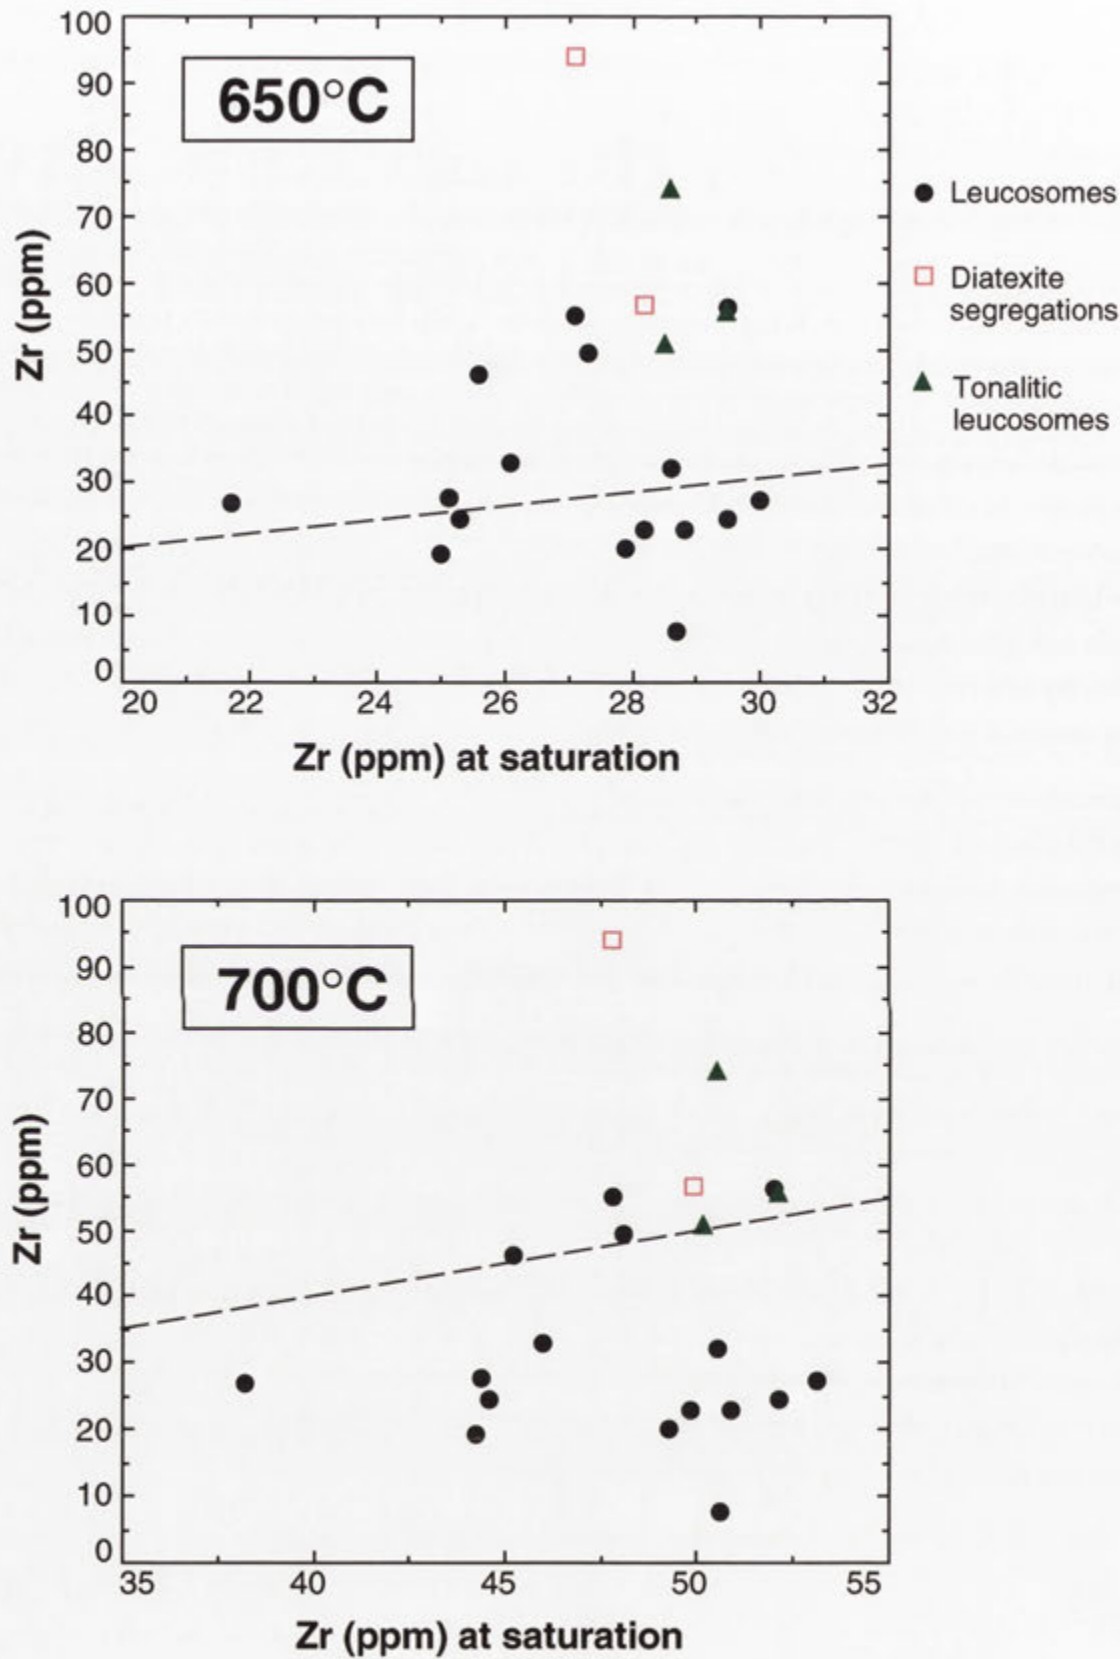 650°C
100
90
80
70
60
50
40
30
20
10
0
Zr (ppm)
20 22 24 26 28 30 32
Zr (ppm) at saturation
Leucosomes
Diatexite
segregations
Tonalitic
leucosomes
700°C
100
90
80
70
60
50
40
30
20
10
0
Zr (ppm)
35 40 45 50 55
Zr (ppm) at saturation